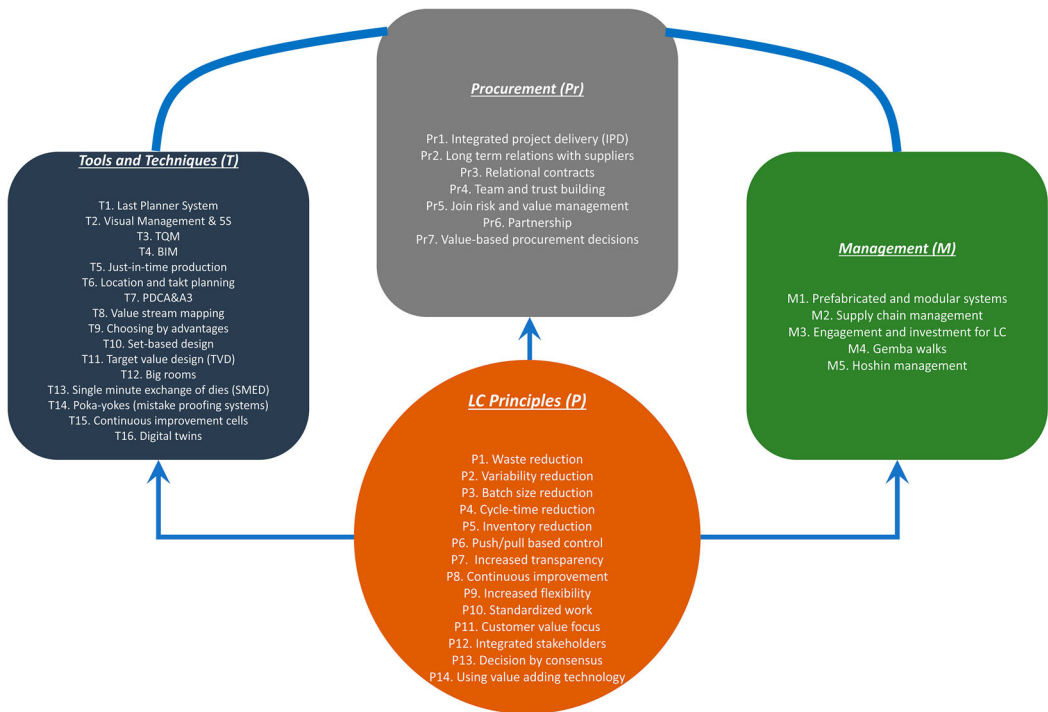 Procurement (Pr)
Pr1. Integrated project delivery (IPD)
Pr2. Long term relations with suppliers
Pr3. Relational contracts
Pr4. Team and trust building
Pr5. Join risk and value management
Pr6. Partnership
Pr7. Value-based procurement decisions
Tools and Techniques (T)
T1. Last Planner System
T2. Visual Management & 5S
T3. TQM
T4. BIM
T5. Just-in-time production
T6. Location and takt planning
T7. PDCA&A3
T8. Value stream mapping
T9. Choosing by advantages
T10. Set-based design
T11. Target value design (TVD)
T12. Big rooms
T13. Single minute exchange of dies (SMED)
T14. Poka-yokes (mistake proofing systems)
T15. Continuous improvement cells
T16. Digital twins
Management (M)
M1. Prefabricated and modular systems
M2. Supply chain management
M3. Engagement and investment for LC
M4. Gemba walks
M5. Hoshin management
LC Principles (P)
P1. Waste reduction
P2. Variability reduction
P3. Batch size reduction
P4. Cycle-time reduction
P5. Inventory reduction
P6. Push/pull based control
P7.  Increased transparency
P8. Continuous improvement
P9. Increased flexibility
P10. Standardized work
P11. Customer value focus
P12. Integrated stakeholders
P13. Decision by consensus
P14. Using value adding technology